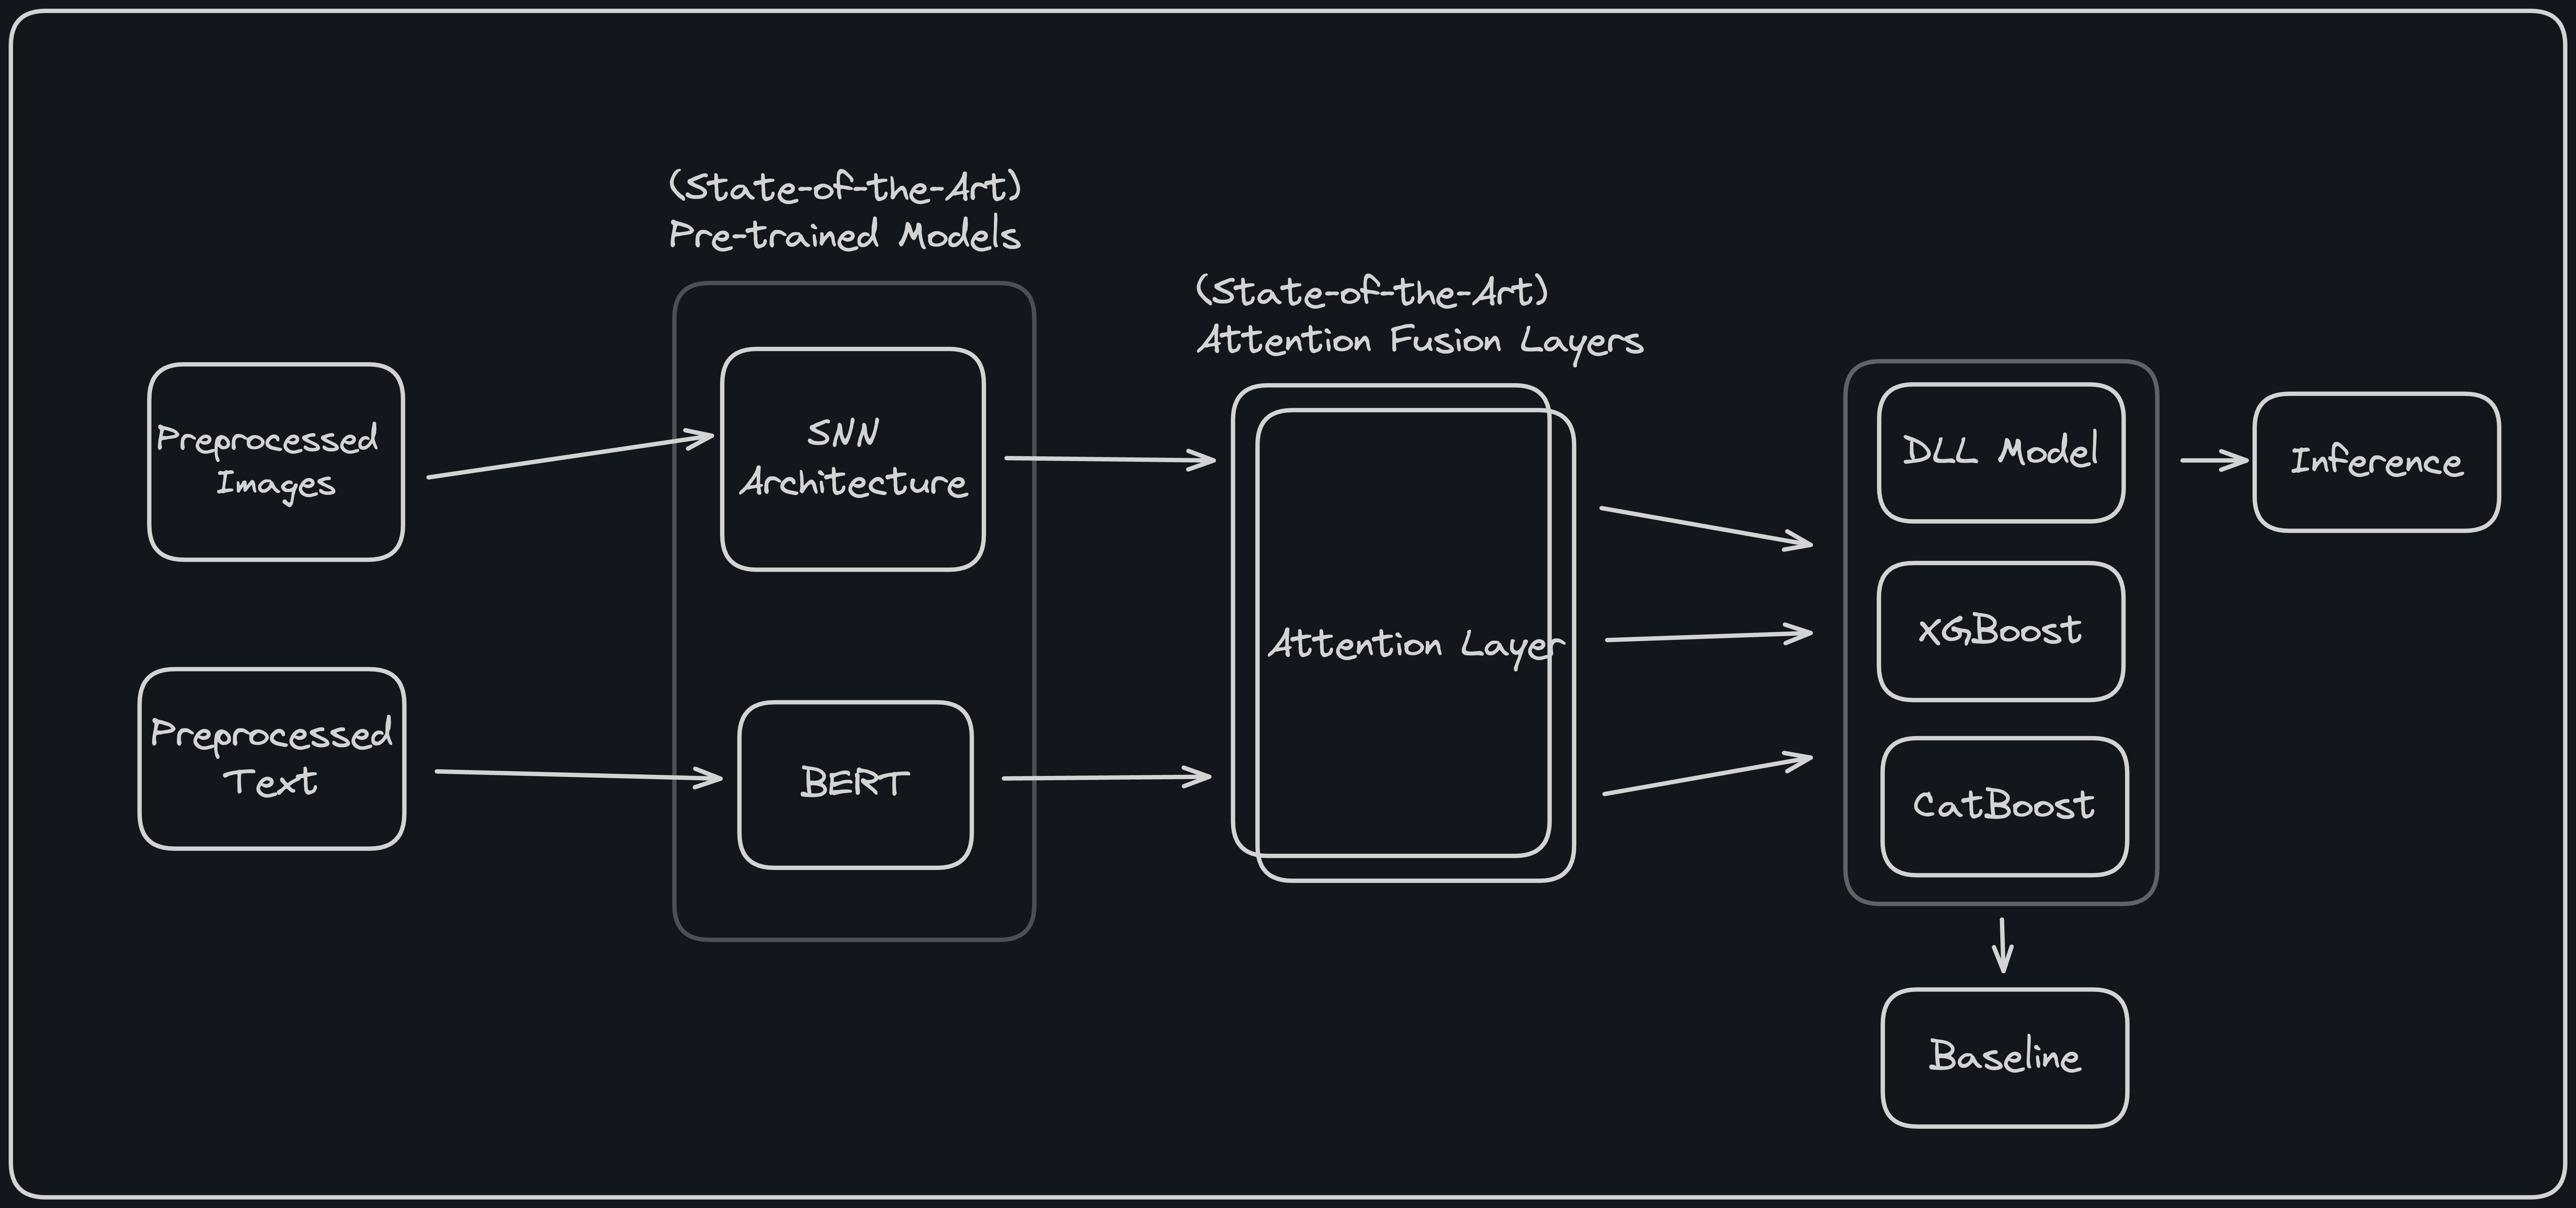 (State-of-the-Art)
Pre-trained Models
(State-of-the-Art)
Attention Fusion Layers
Preprocessed
Images
SNN
Architecture
DLL Model
Inference
XGBoost
Attention Layer
Preprocessed
Text
BERT
CatBoost
Baseline